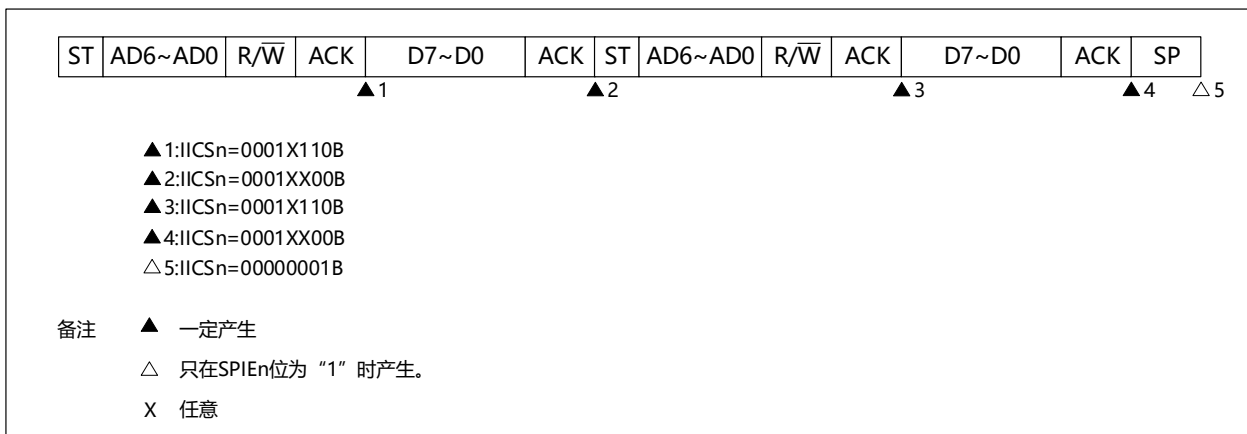 ST AD6~AD0 R/W̅ ACK D7~D0 ACK ST AD6~AD0 R/W̅ ACK D7~D0 ACK SP
▲1 ▲2 ▲3 ▲4 △5
▲1:IICSn=0001X110B
▲2:IICSn=0001XX00B
▲3:IICSn=0001X110B
▲4:IICSn=0001XX00B
△5:IICSn=00000001B
备注 ▲ 一定产生
△ 只在SPIEn位为“1”时产生。
X 任意